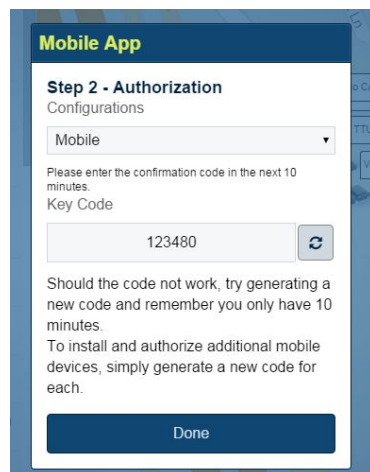 Mobile App
Step 2 - Authorization
Configurations
Mobile
Please enter the confirmation code in the next 10
minutes.
Key Code
123480
Should the code not work, try generating a
new code and remember you only have 10
minutes.
To install and authorize additional mobile
devices, simply generate a new code for
each.
Done